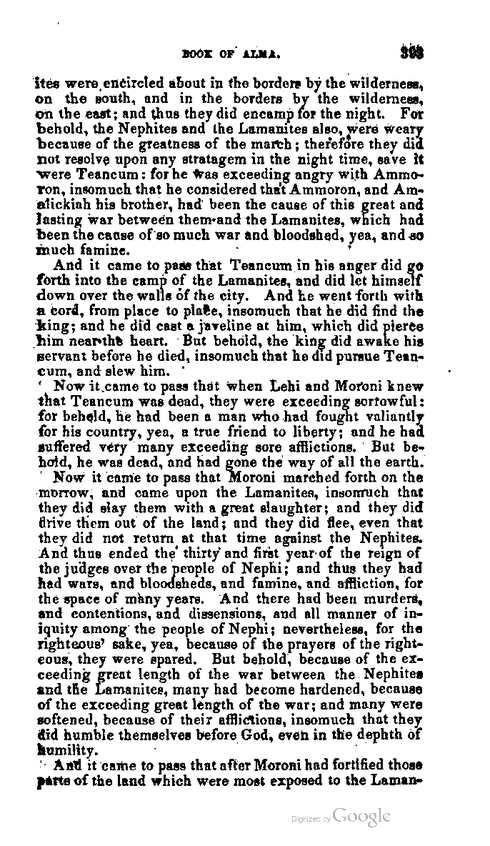 BOOK OF ALMA. 393
ites were encircled about in the borders by the wilderness,
on the south, and in the borders by the wilderness,
on the east; and thus they did encamp for the night. For
behold, the Nephites and the Lamanites also, were weary
because of the greatness of the march; therefore they did
not resolve upon any stratagem in the night time, save it
were Teancum: for he was exceeding angry with Ammo-
ron, insomuch that he considered that Ammoron, and Am-
alickiah his brother, had been the cause of this great and
lasting war between them and the Lamanites, which had
been the cause of so much war and bloodshed, yea, and so
much famine.
And it came to pass that Teancum in his anger did go
forth into the camp of the Lamanites, and did let himself
down over the walls of the city. And he went forth with
a cord, from place to place, insomuch that he did find the
king; and he did cast a javeline at him, which did pierce
him near the heart. But behold, the king did awake his
servant before he died, insomuch that he did pursue Tean-
cum, and slew him.
Now it came to pass that when Lehi and Moroni knew
that Teancum was dead, they were exceeding sorrowful:
for behold, he had been a man who had fought valiantly
for his country, yea, a true friend to liberty; and he had
suffered very many exceeding sore afflictions. But be-
hold, he was dead, and had gone the way of all the earth.
Now it came to pass that Moroni marched forth on the
morrow, and came upon the Lamanites, insomuch that
they did slay them with a great slaughter; and they did
drive them out of the land; and they did flee, even that
they did not return at that time against the Nephites.
And thus ended the thirty and first year of the reign of
the judges over the people of Nephi; and thus they had
had wars, and bloodsheds, and famine, and affliction, for
the space of many years. And there had been murders,
and contentions, and dissensions, and all manner of in-
iquity among the people of Nephi; nevertheless, for the
righteous' sake, yea, because of the prayers of the right-
eous, they were spared. But behold, because of the ex-
ceeding great length of the war between the Nephites
and the Lamanites, many had become hardened, because
of the exceeding great length of the war; and many were
softened, because of their afflictions, insomuch that they
did humble themselves before God, even in the dephth of
humility.
And it came to pass that after Moroni had fortified those
parts of the land which were most exposed to the Laman-
Digitized by Google